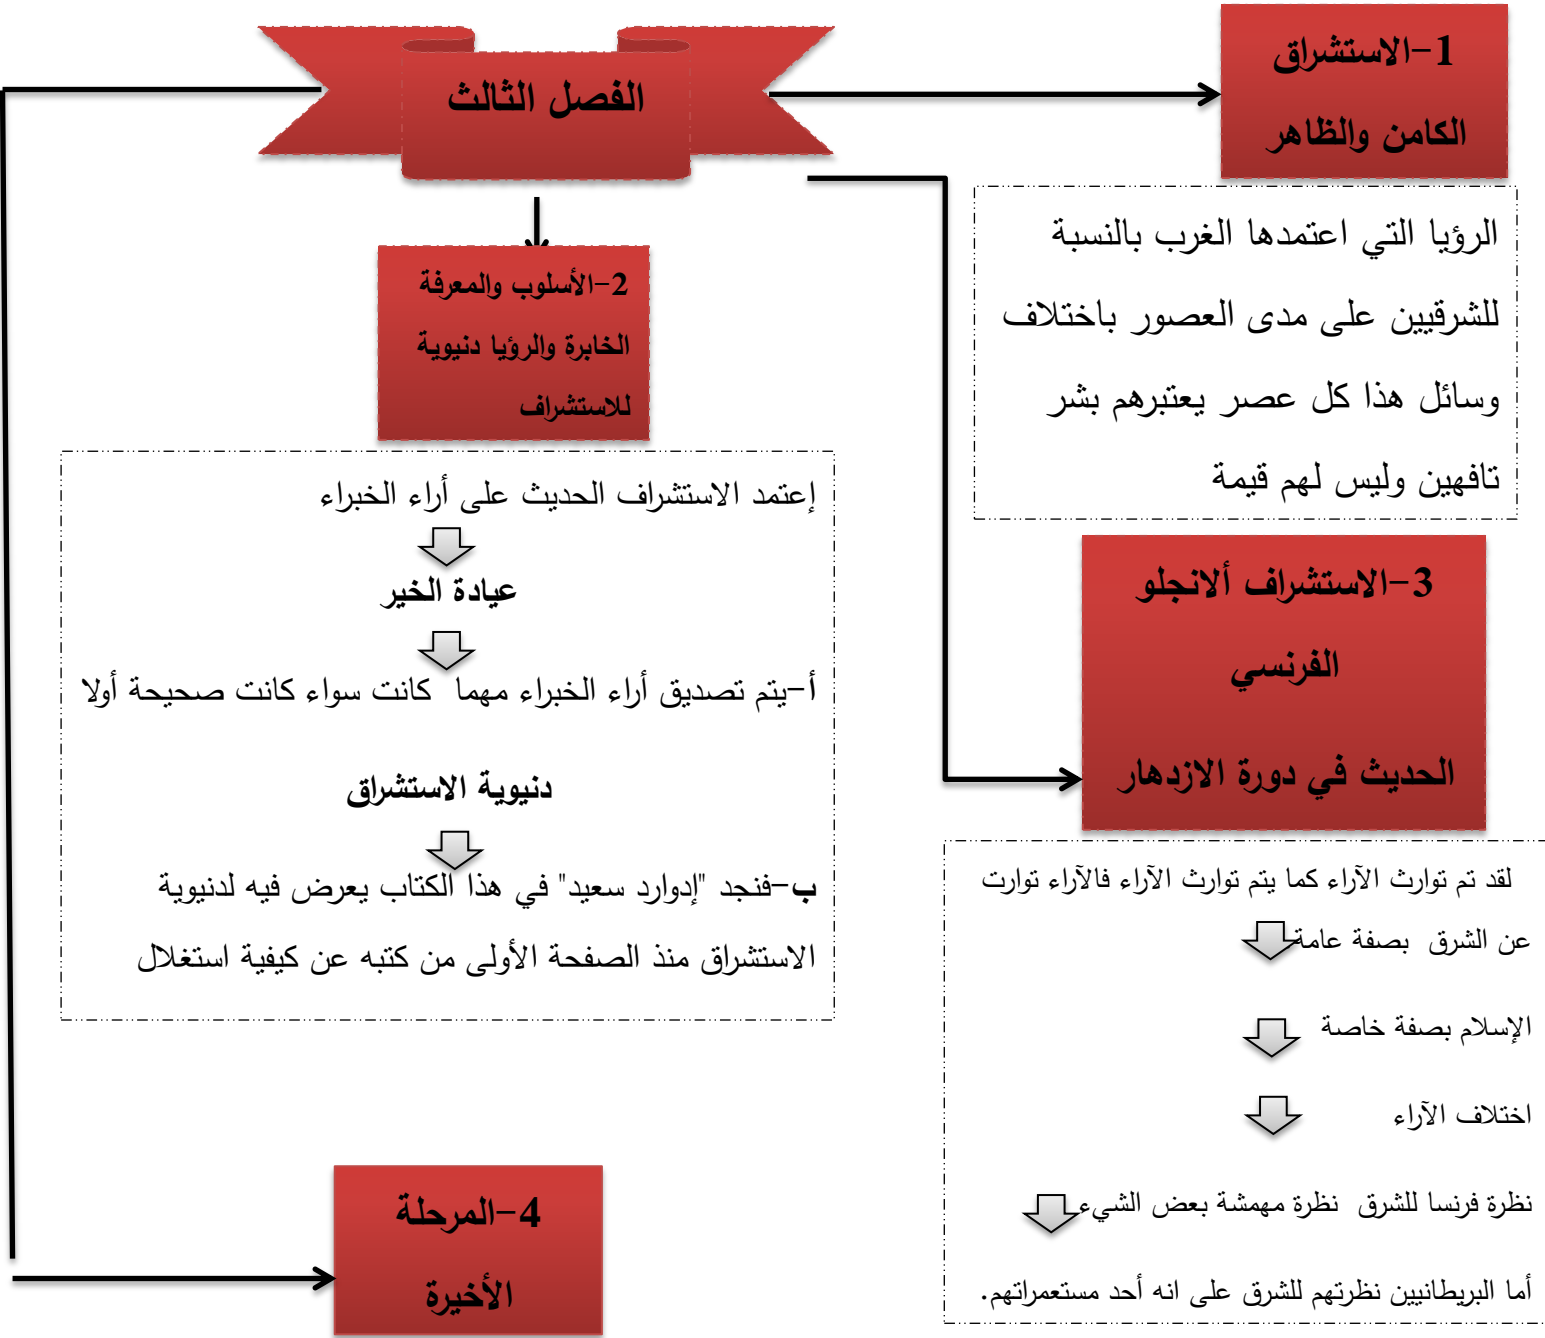 الفصل الثالث
1-الاستشراق
الكامن والظاهر
الرؤيا التي اعتمدها الغرب بالنسبة
للشرقيين على مدى العصور باختلاف
وسائل هذا كل عصر يعتبرهم بشر
تافهين وليس لهم قيمة
2-الأسلوب والمعرفة
الخابرة والرؤيا دنيوية
للاستشراف
إعتمد الاستشراف الحديث على أراء الخبراء
عيادة الخير
أ-يتم تصديق أراء الخبراء مهما كانت سواء كانت صحيحة أولا
دنيوية الاستشراق
ب-فنجد "إدوارد سعيد" في هذا الكتاب يعرض فيه لدنيوية
الاستشراق منذ الصفحة الأولى من كتبه عن كيفية استغلال
3-الاستشراف ألانجلو
الفرنسي
الحديث في دورة الازدهار
لقد تم توارث الآراء كما يتم توارث الآراء فالآراء توارت
عن الشرق بصفة عامة
الإسلام بصفة خاصة
اختلاف الآراء
نظرة فرنسا للشرق نظرة مهمشة بعض الشيء
أما البريطانيين نظرتهم للشرق على انه أحد مستعمراتهم.
4-المرحلة
الأخيرة